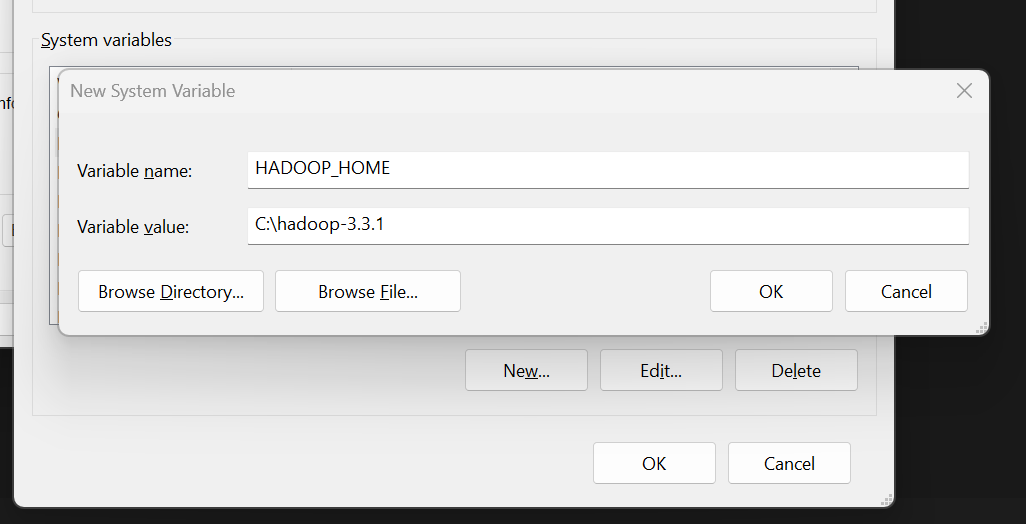 System variables
New System Variable
Variable name:
HADOOP_HOME
Variable value:
C:\hadoop-3.3.1
Browse Directory...
Browse File...
OK
Cancel
New...
Edit...
Delete
OK
Cancel